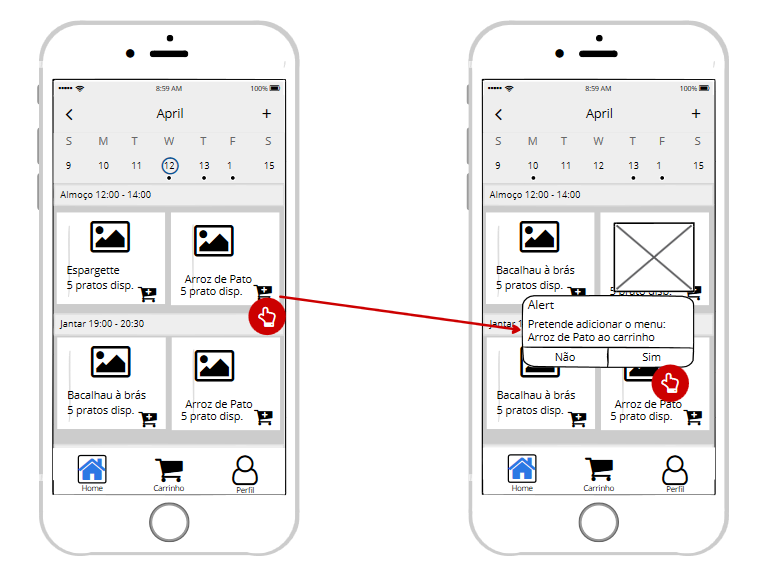 8:59 AM 100%
April +
S M T W T F S
9 10 11 12 13 1 15
Almoço 12:00 - 14:00
Espargette
5 pratos disp.
Arroz de Pato
5 prato disp.
Jantar 19:00 - 20:30
Bacalhau à brás
5 pratos disp.
Arroz de Pato
5 prato disp.
Home Carrinho Perfil
8:59 AM 100%
April +
S M T W T F S
9 10 11 12 13 1 15
Almoço 12:00 - 14:00
Bacalhau à brás
5 pratos disp.
5 prato disp.
Jantar 1
Alert
Pretende adicionar o menu:
Arroz de Pato ao carrinho
Não Sim
Bacalhau à brás
5 pratos disp.
Arroz de Pato
5 prato disp.
Home Carrinho Perfil